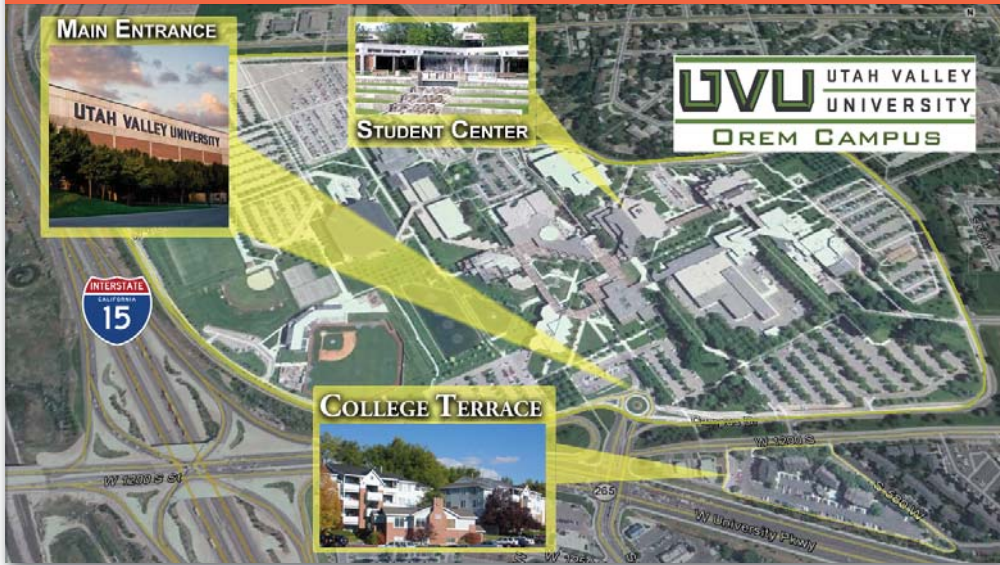 MAIN ENTRANCE
UTAH VALLEY UNIVERSITY
STUDENT CENTER
N
UVU UTAH VALLEY
UNIVERSITY
OREM CAMPUS
INTERSTATE
CALIFORNIA
15
COLLEGE TERRACE
W 1200 S
W 1200 S St
265
S 580 W
W University Pkwy